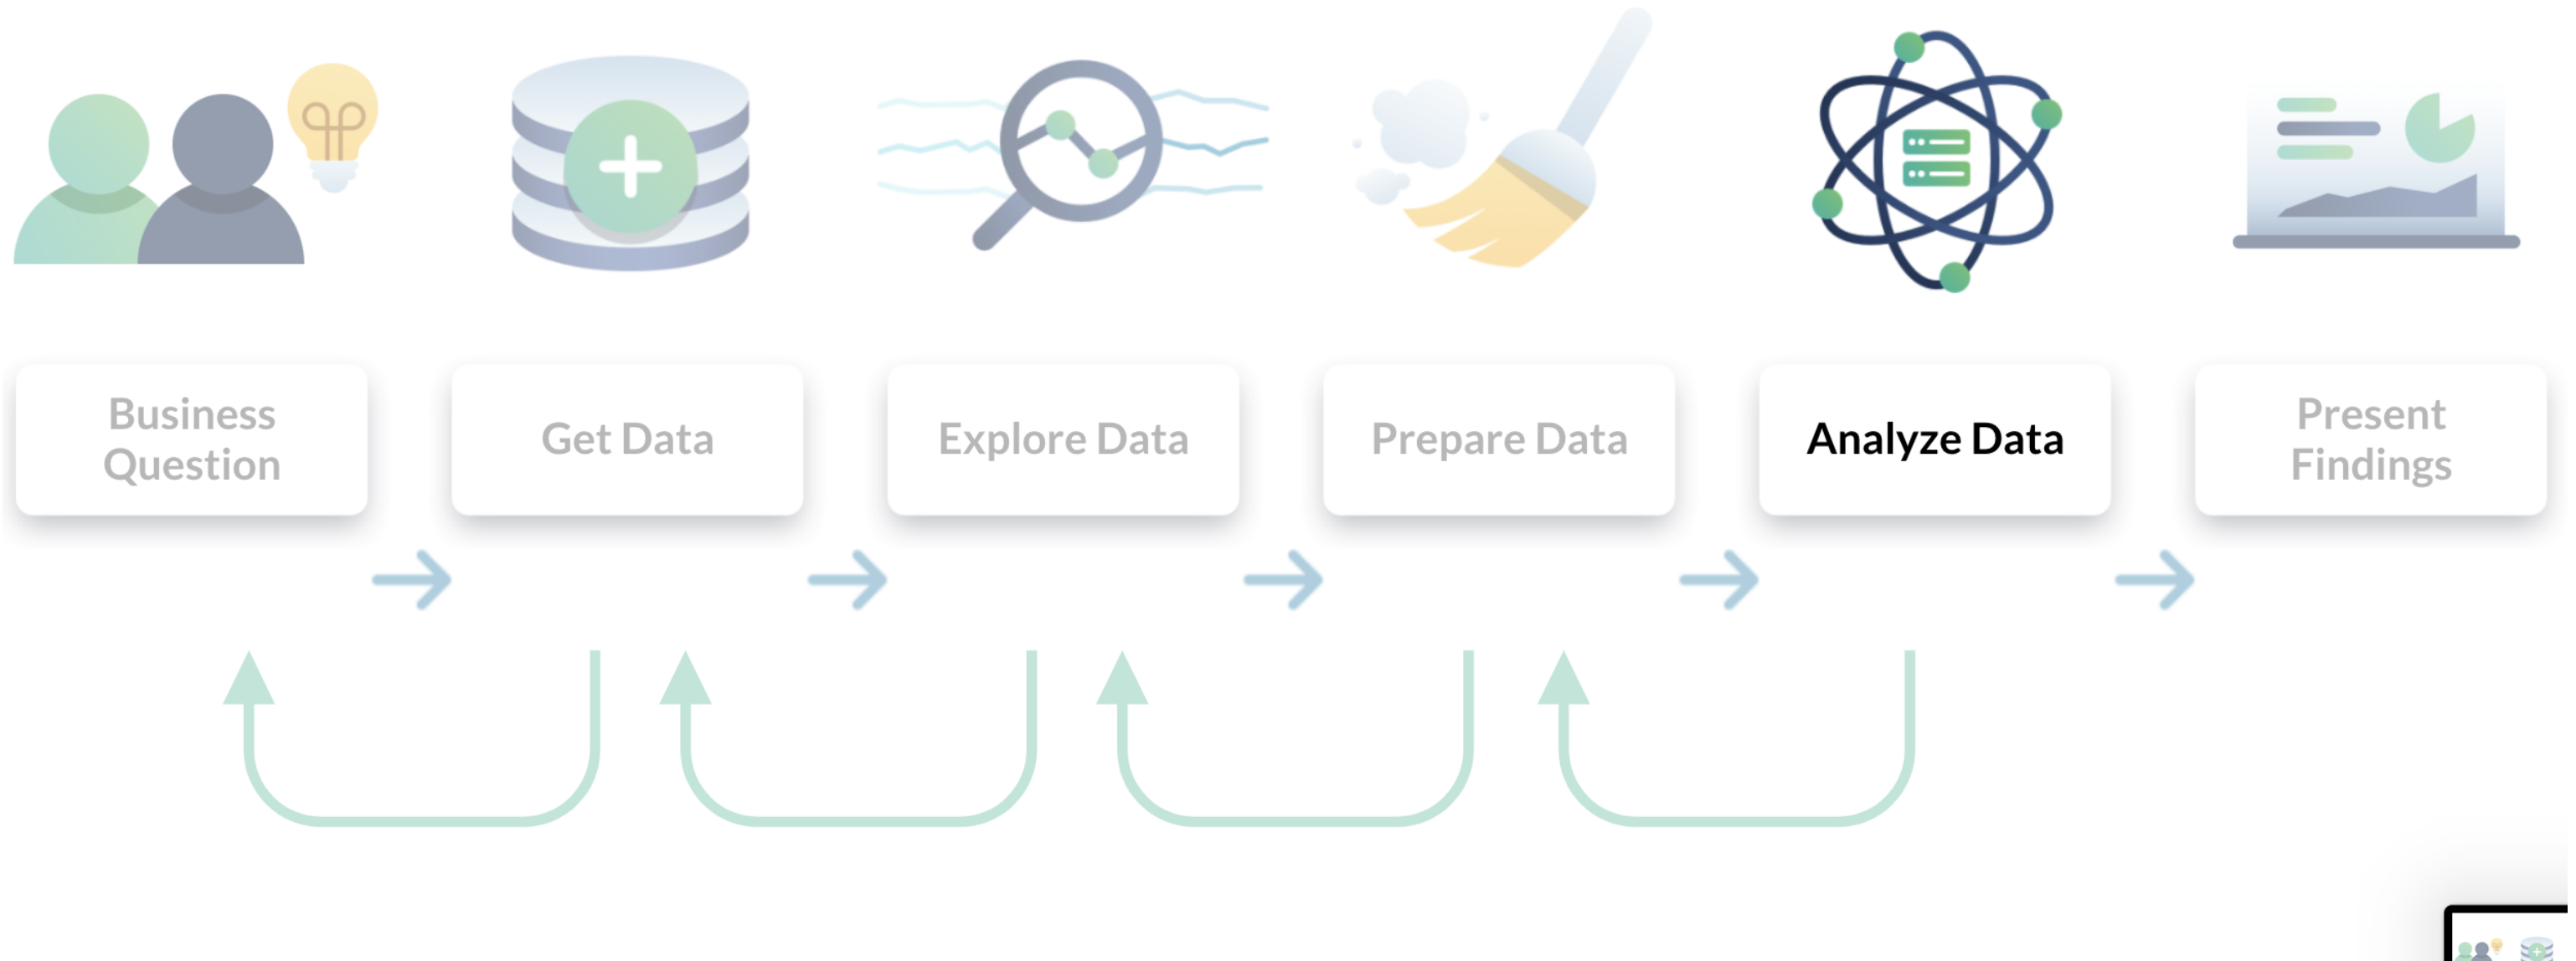 Business
Question
Get Data
Explore Data
Prepare Data
Analyze Data
Present
Findings